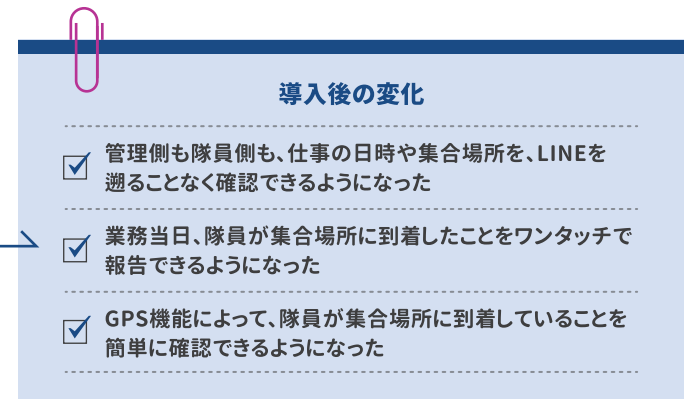 導入後の変化
管理側も隊員側も、仕事の日時や集合場所を、LINEを
遡ることなく確認できるようになった
業務当日、隊員が集合場所に到着したことをワンタッチで
報告できるようになった
GPS機能によって、隊員が集合場所に到着していることを
簡単に確認できるようになった